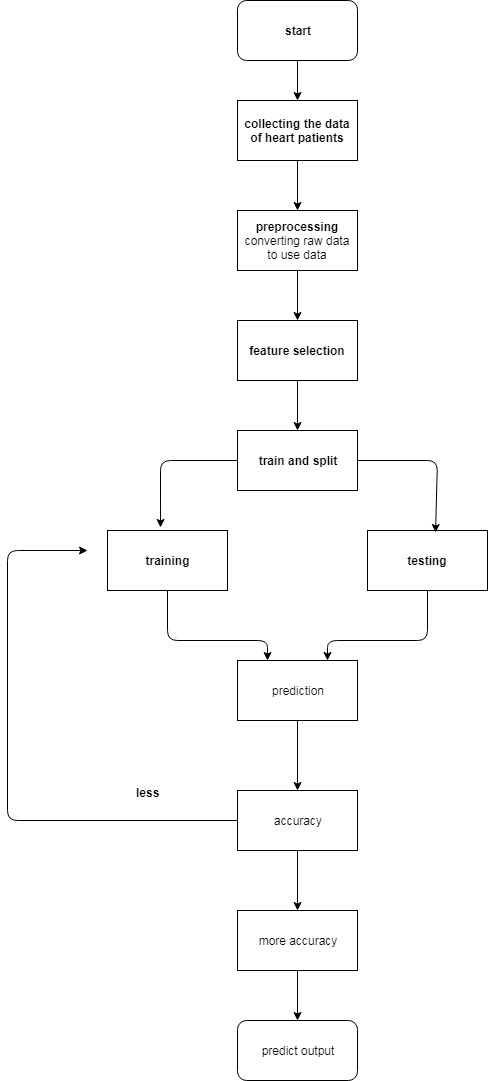 start
collecting the data
of heart patients
preprocessing
converting raw data
to use data
feature selection
train and split
training
testing
prediction
less
accuracy
more accuracy
predict output